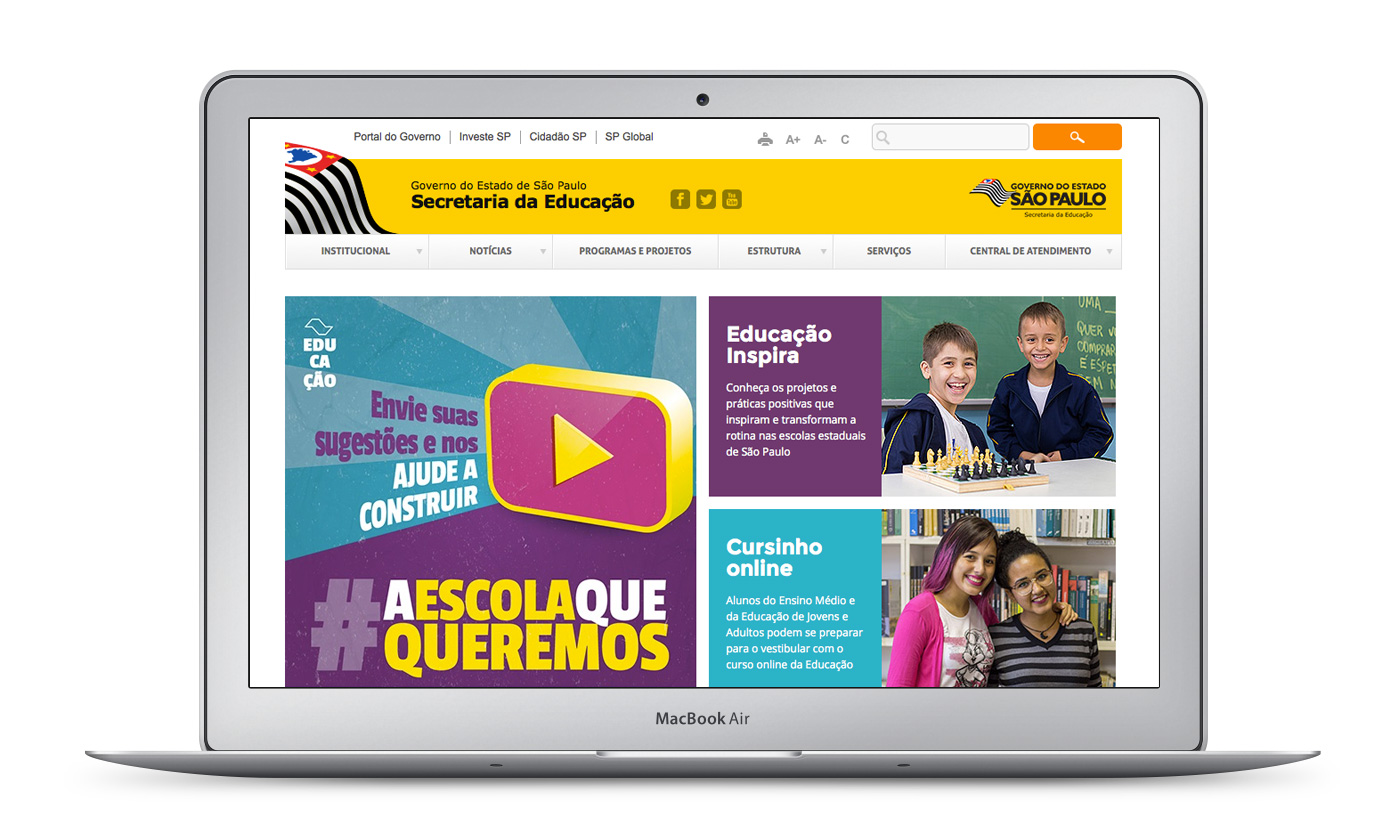 Portal do Governo | Investe SP | Cidadão SP | SP Global
A+ A- C
Governo do Estado de São Paulo
Secretaria da Educação
f
You
Tube
GOVERNO DO ESTADO
SÃO PAULO
Secretaria da Educação
INSTITUCIONAL NOTÍCIAS PROGRAMAS E PROJETOS ESTRUTURA SERVIÇOS CENTRAL DE ATENDIMENTO
EDU
CA
ÇÃO
Envie suas
sugestões e nos
AJUDE A
CONSTRUIR
#AESCOLAQUE
QUEREMOS
Educação
Inspira
Conheça os projetos e
práticas positivas que
inspiram e transformam a
rotina nas escolas estaduais
de São Paulo
UMA
QUER
COMPRAR
É ESPE
Cursinho
online
Alunos do Ensino Médio e
da Educação de Jovens e
Adultos podem se preparar
para o vestibular com o
curso online da Educação
MacBook Air